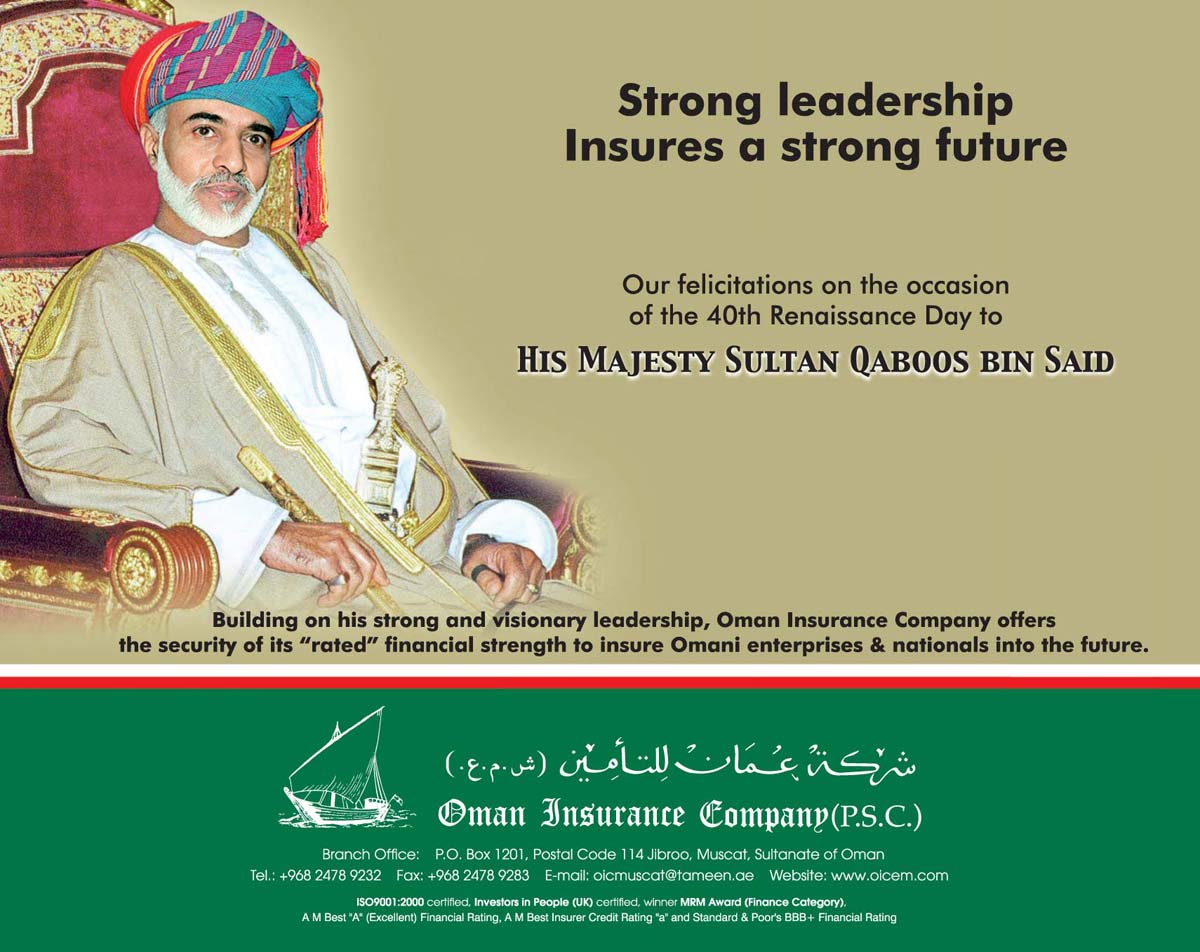 Strong leadership
Insures a strong future
Our felicitations on the occasion
of the 40th Renaissance Day to
HIS MAJESTY SULTAN QABOOS BIN SAID
Building on his strong and visionary leadership, Oman Insurance Company offers
the security of its “rated” financial strength to insure Omani enterprises & nationals into the future.
شركة عُمَان لِلتأمِين (ش.م.ع.)
Oman Insurance Company (P.S.C.)
Branch Office: P.O. Box 1201, Postal Code 114 Jibroo, Muscat, Sultanate of Oman
Tel.: +968 2478 9232 Fax: +968 2478 9283 E-mail: oicmuscat@tameen.ae Website: www.oicem.com
ISO9001:2000 certified, Investors in People (UK) certified, winner MRM Award (Finance Category),
A M Best "A" (Excellent) Financial Rating, A M Best Insurer Credit Rating "a" and Standard & Poor's BBB+ Financial Rating